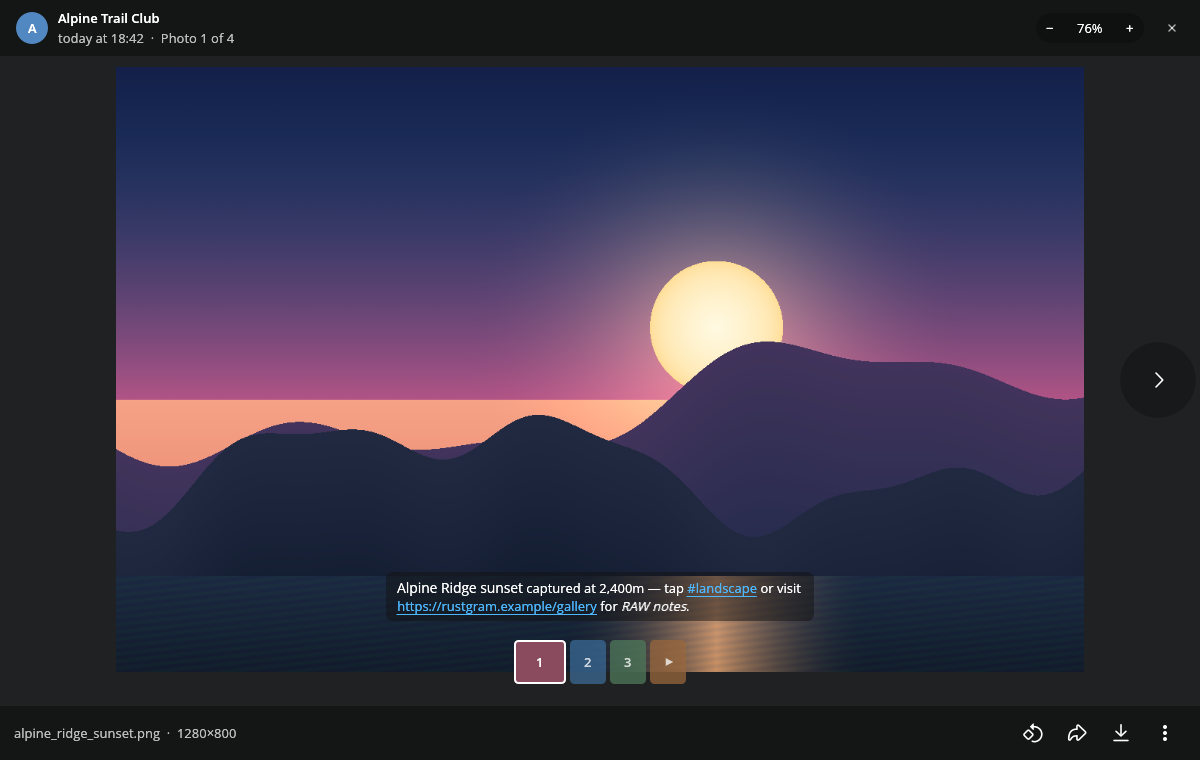 A
Alpine Trail Club
today at 18:42 · Photo 1 of 4
− 76% +
Alpine Ridge sunset captured at 2,400m — tap #landscape or visit
https://rustgram.example/gallery for RAW notes.
1 2 3
alpine_ridge_sunset.png · 1280×800